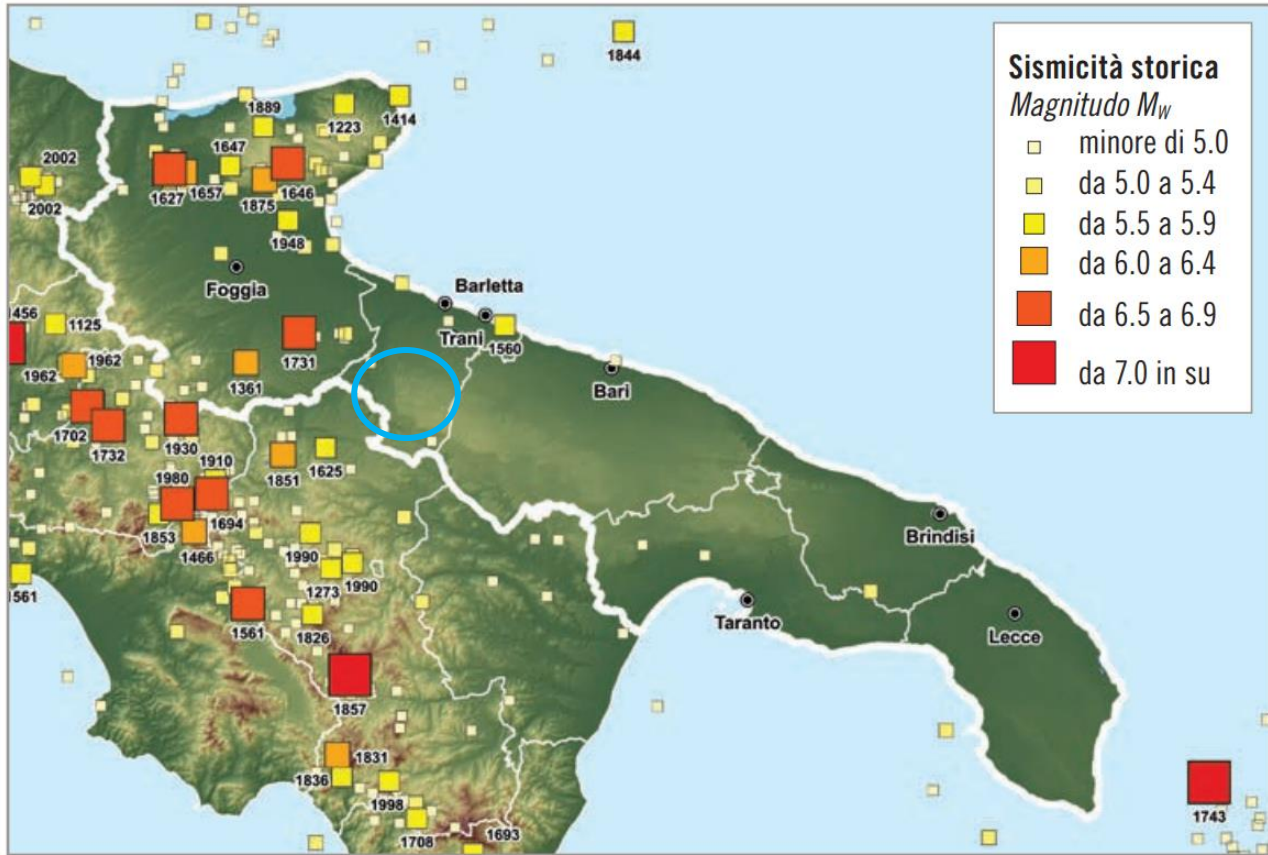 1844
Sismicità storica
Magnitudo Mw
minore di 5.0
da 5.0 a 5.4
da 5.5 a 5.9
da 6.0 a 6.4
da 6.5 a 6.9
da 7.0 in su
1889
1223
1414
1647
2002
1627
1657
1875
1646
2002
1948
Foggia
Barletta
1456
1125
Trani
1560
1962
1731
1962
1361
Bari
1702
1732
1930
1910
1851
1625
1980
1694
1853
1466
1990
1990
Brindisi
1273
1561
1561
1826
Taranto
Lecce
1857
1831
1836
1998
1708
1693
1743